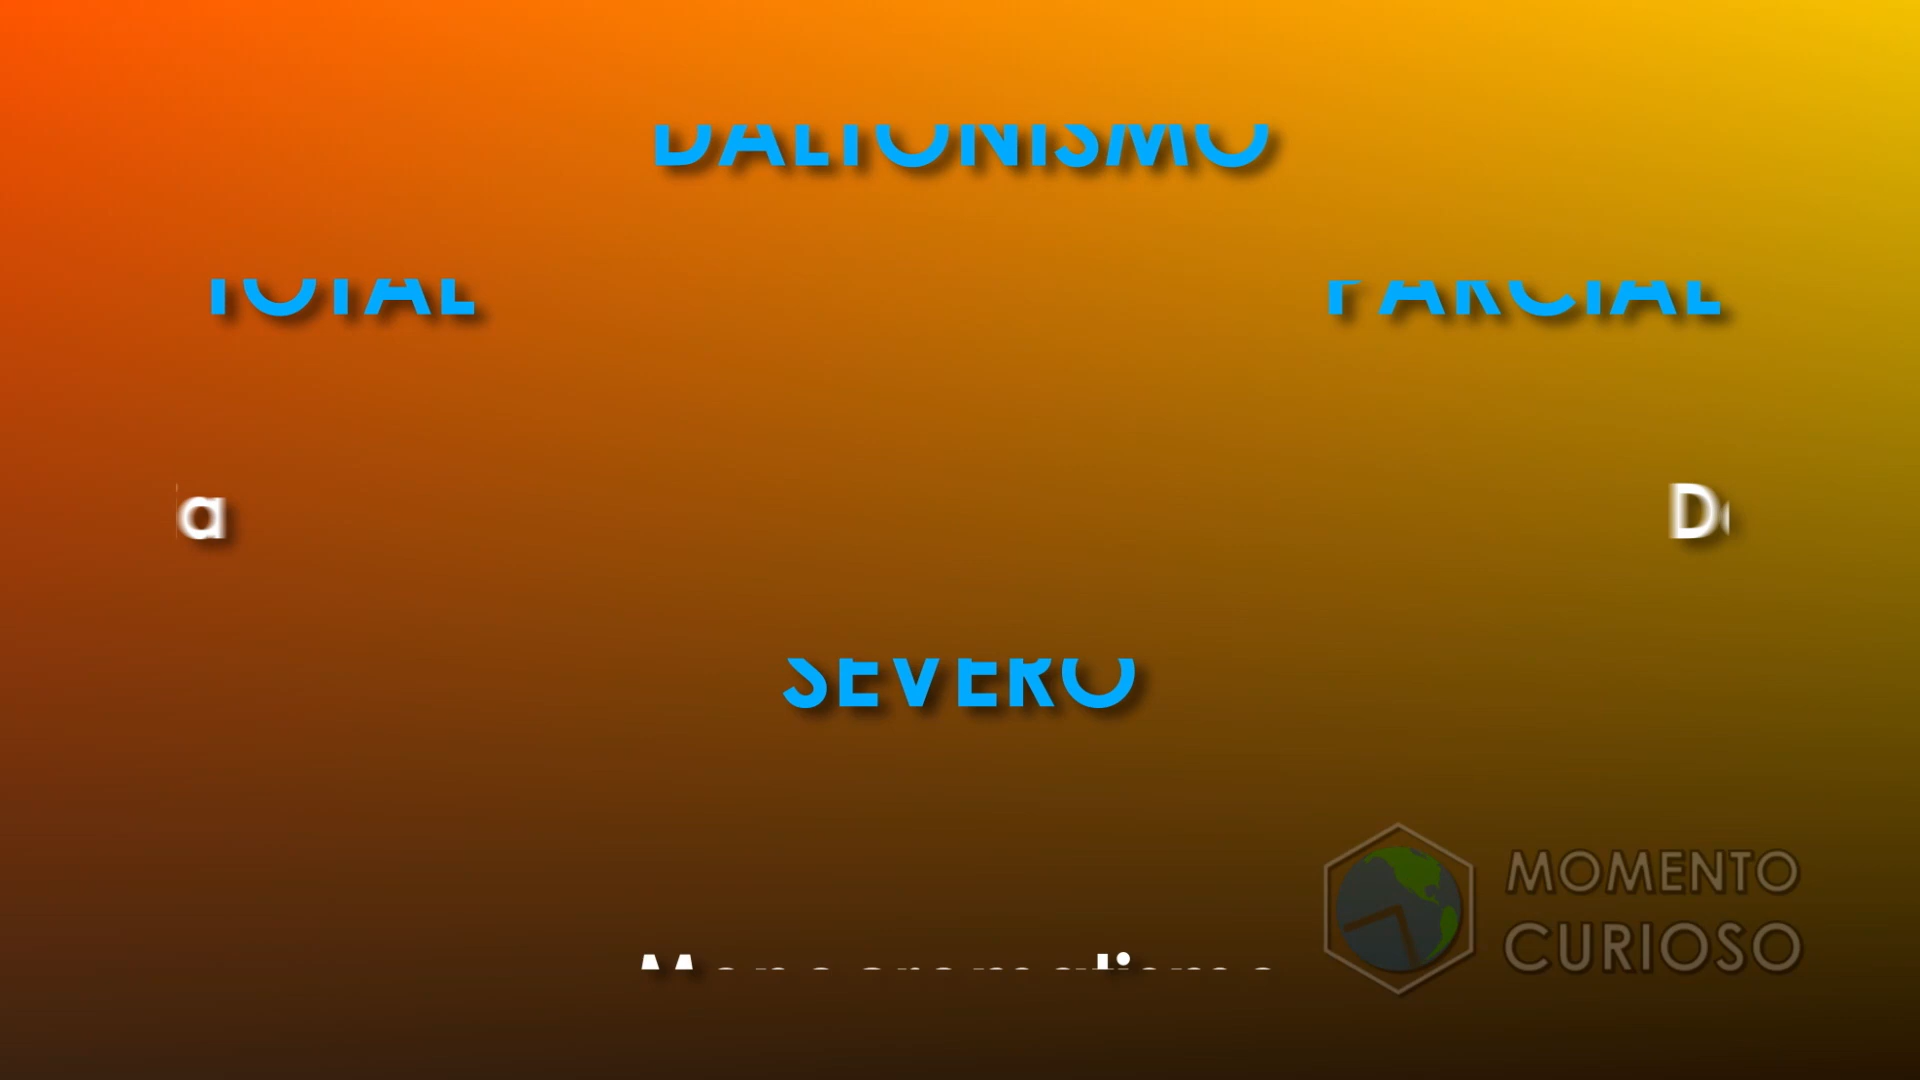 DALTONISMO
TOTAL
PARCIAL
a
D
SEVERO
MOMENTO
CURIOSO